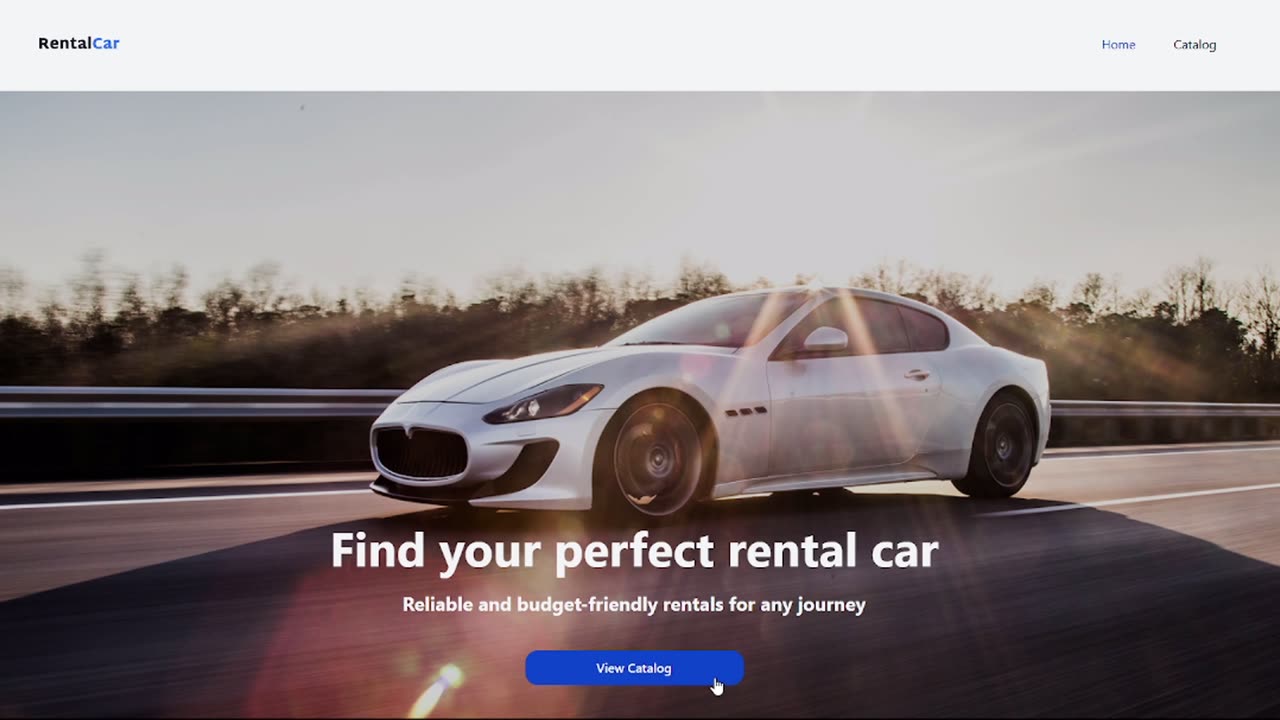 RentalCar
Home Catalog
Find your perfect rental car
Reliable and budget-friendly rentals for any journey
View Catalog